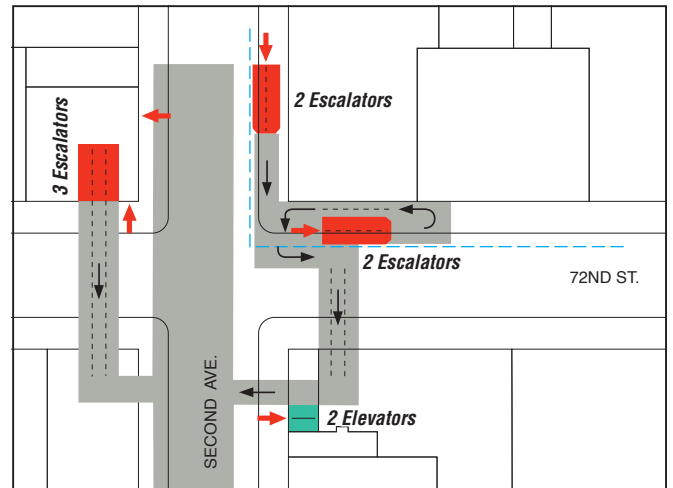 2 Escalators
3 Escalators
2 Escalators
72ND ST.
SECOND AVE.
2 Elevators